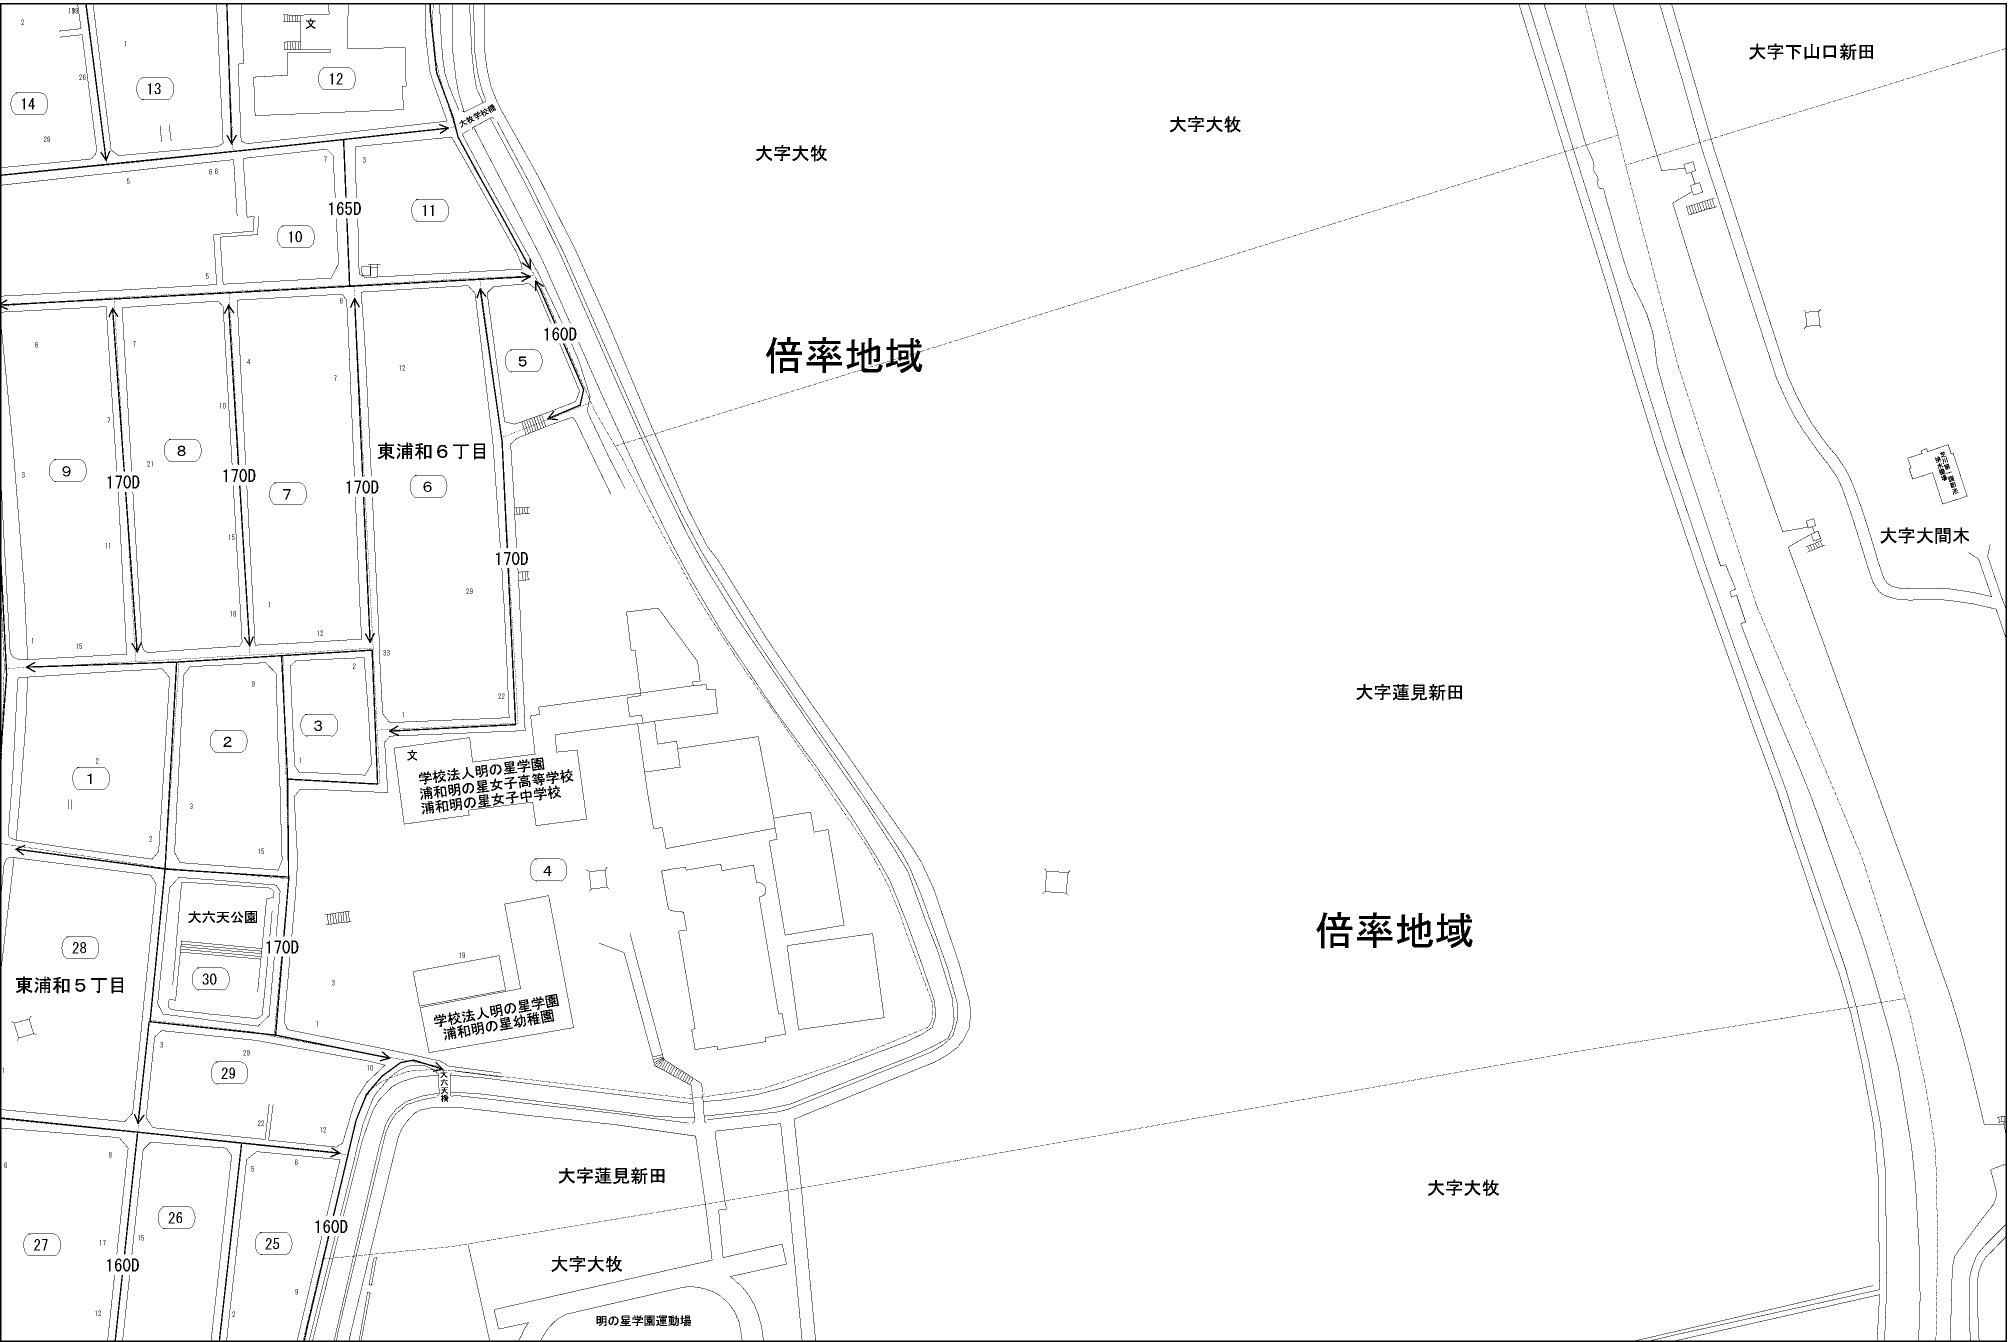 文
12
13
14
大牧学校橋
大字下山口新田
大字大牧
大字大牧
165D
11
10
160D
5
倍率地域
東浦和６丁目
9
170D
8
170D
7
170D
6
170D
大字大間木
大字蓮見新田
1
2
3
文
学校法人明の星学園
浦和明の星女子高等学校
浦和明の星女子中学校
4
大六天公園
30
170D
28
東浦和５丁目
学校法人明の星学園
浦和明の星幼稚園
倍率地域
29
大六天橋
大字蓮見新田
大字大牧
27
160D
26
25
160D
大字大牧
明の星学園運動場